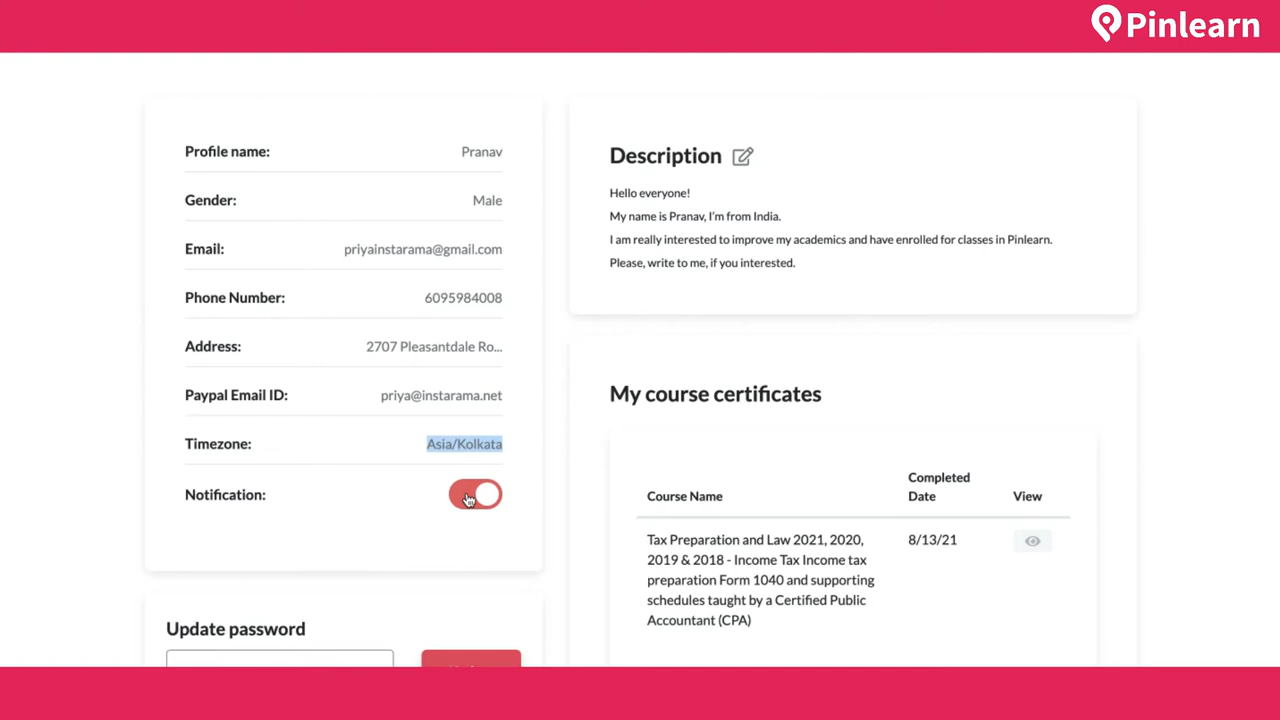 Pinlearn
Profile name: Pranav
Gender: Male
Email: priyainstarama@gmail.com
Phone Number: 6095984008
Address: 2707 Pleasantdale Ro...
Paypal Email ID: priya@instarama.net
Timezone: Asia/Kolkata
Notification:
Update password
Description
Hello everyone!
My name is Pranav, I'm from India.
I am really interested to improve my academics and have enrolled for classes in Pinlearn.
Please, write to me, if you interested.
My course certificates
Course Name Completed Date View
Tax Preparation and Law 2021, 2020, 8/13/21
2019 & 2018 - Income Tax Income tax
preparation Form 1040 and supporting
schedules taught by a Certified Public
Accountant (CPA)